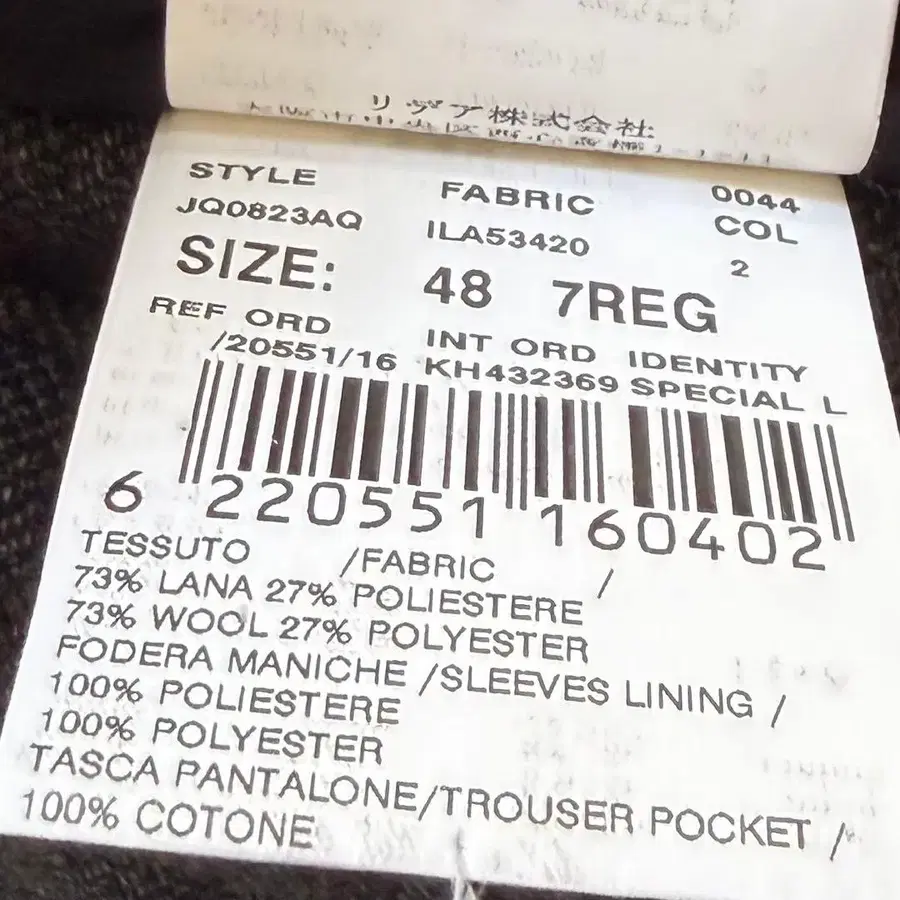 リヴア株式会社
STYLE FABRIC 0044
JQ0823AQ ILA53420 COL
2
SIZE: 48 7REG
REF ORD INT ORD IDENTITY
/20551/16 KH432369 SPECIAL L
6 220551 160402
TESSUTO /FABRIC /
73% LANA 27% POLIESTERE
73% WOOL 27% POLYESTER
FODERA MANICHE /SLEEVES LINING /
100% POLIESTERE
100% POLYESTER
TASCA PANTALONE/TROUSER POCKET /
100% COTONE